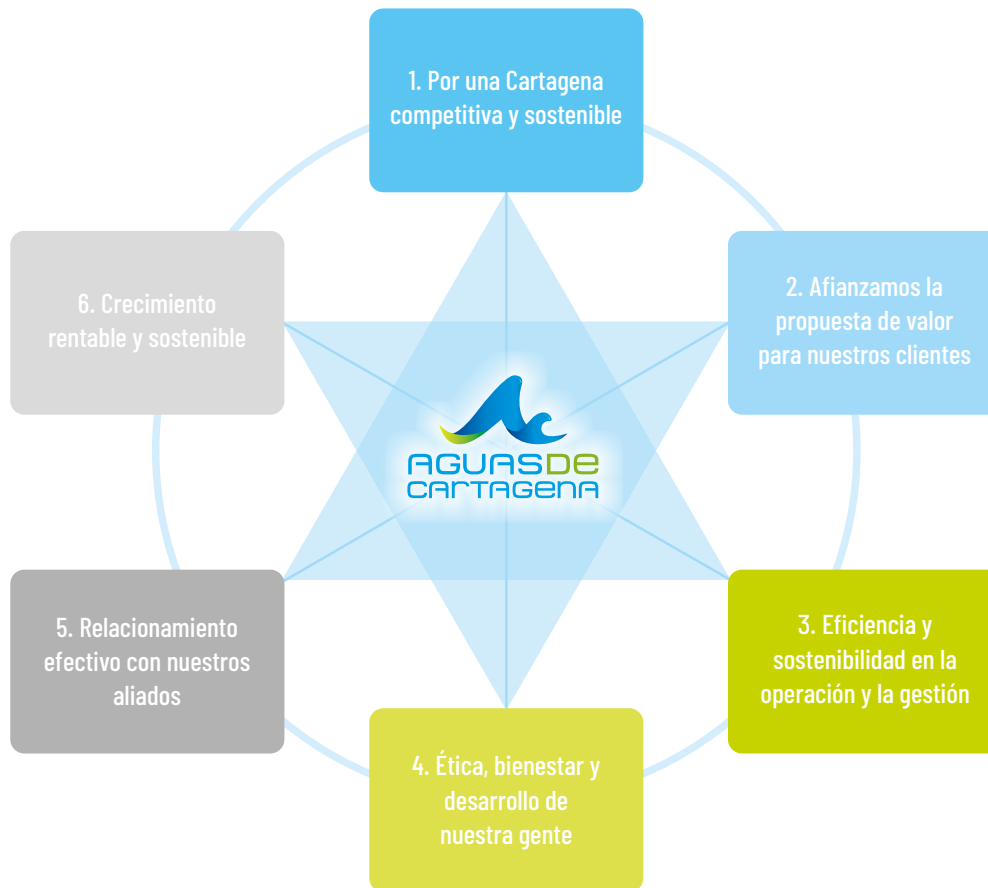 1. Por una Cartagena
competitiva y sostenible
2. Afianzamos la
propuesta de valor
para nuestros clientes
3. Eficiencia y
sostenibilidad en la
operación y la gestión
4. Ética, bienestar y
desarrollo de
nuestra gente
5. Relacionamiento
efectivo con nuestros
aliados
6. Crecimiento
rentable y sostenible
AGUASDE
CARTAGENA